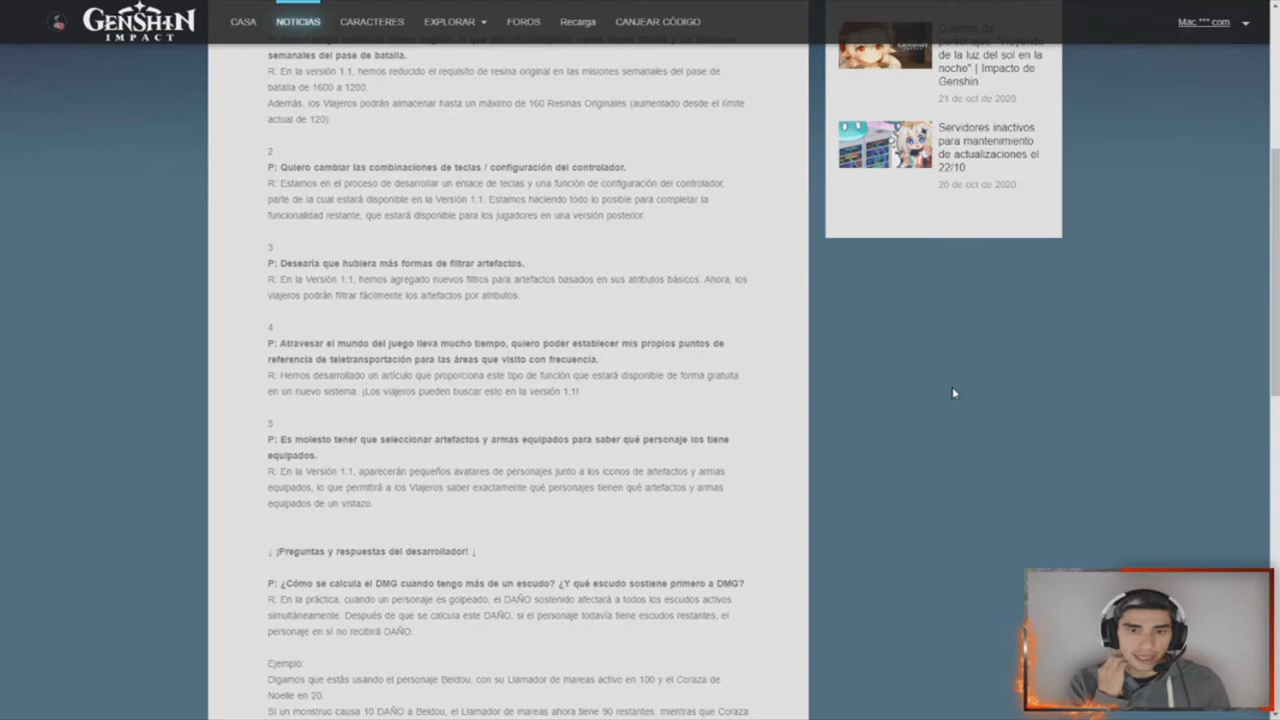 GENSHIN
IMPACT
CASA
NOTICIAS
CARACTERES
EXPLORAR
FOROS
Recarga
CANJEAR CÓDIGO
Mac *** com
semanales del pase de batalla.
R: En la versión 1.1, hemos reducido el requisito de resina original en las misiones semanales del pase de
batalla de 1600 a 1200.
Además, los Viajeros podrán almacenar hasta un máximo de 160 Resinas Originales (aumentado desde el límite
actual de 120).
2
P: Quiero cambiar las combinaciones de teclas / configuración del controlador.
R: Estamos en el proceso de desarrollar un enlace de teclas y una función de configuración del controlador,
parte de la cual estará disponible en la Versión 1.1. Estamos haciendo todo lo posible para completar la
funcionalidad restante, que estará disponible para los jugadores en una versión posterior.
3
P: Desearía que hubiera más formas de filtrar artefactos.
R: En la Versión 1.1, hemos agregado nuevos filtros para artefactos basados en sus atributos básicos. Ahora, los
viajeros podrán filtrar fácilmente los artefactos por atributos.
4
P: Atravesar el mundo del juego lleva mucho tiempo, quiero poder establecer mis propios puntos de
referencia de teletransportación para las áreas que visito con frecuencia.
R: Hemos desarrollado un artículo que proporciona este tipo de función que estará disponible de forma gratuita
en un nuevo sistema. ¡Los viajeros pueden buscar esto en la versión 1.1!
5
P: Es molesto tener que seleccionar artefactos y armas equipados para saber qué personaje los tiene
equipados.
R: En la Versión 1.1, aparecerán pequeños avatares de personajes junto a los iconos de artefactos y armas
equipados, lo que permitirá a los Viajeros saber exactamente qué personajes tienen qué artefactos y armas
equipados de un vistazo.
↓ ¡Preguntas y respuestas del desarrollador! ↓
P: ¿Cómo se calcula el DMG cuando tengo más de un escudo? ¿Y qué escudo sostiene primero a DMG?
R: En la práctica, cuando un personaje es golpeado, el DAÑO sostenido afectará a todos los escudos activos
simultáneamente. Después de que se calcula este DAÑO, si el personaje todavía tiene escudos restantes, el
personaje en sí no recibirá DAÑO.
Ejemplo:
Digamos que estás usando el personaje Beidou, con su Llamador de mareas activo en 100 y el Coraza de
Noelle en 20.
Si un monstruo causa 10 DAÑO a Beidou, el Llamador de mareas ahora tiene 90 restantes, mientras que Coraza
Cuentos de
personajes: "Huyendo
de la luz del sol en la
noche" | Impacto de
Genshin
21 de oct de 2020
Servidores inactivos
para mantenimiento
de actualizaciones el
22/10
20 de oct de 2020